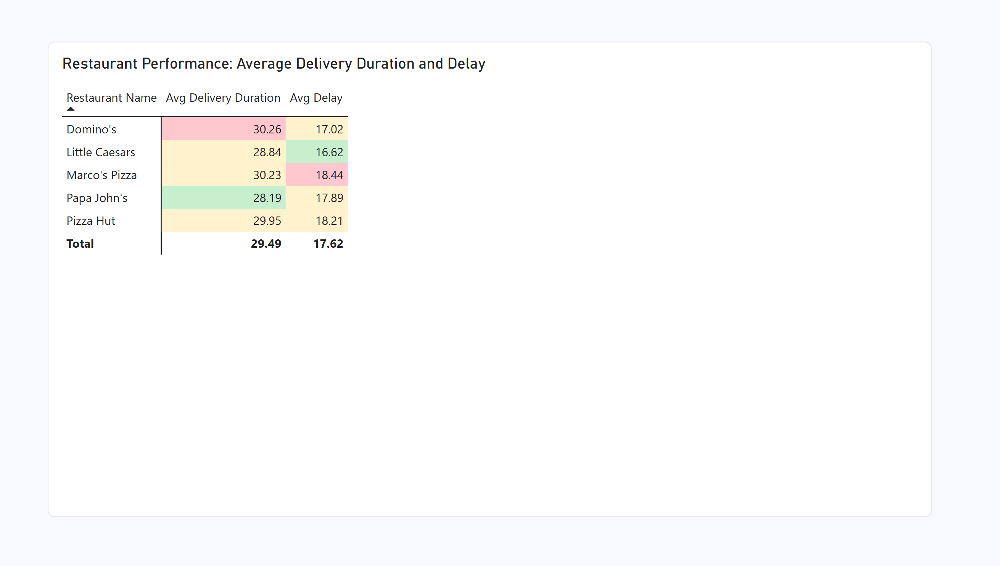 Restaurant Performance: Average Delivery Duration and Delay
Restaurant Name Avg Delivery Duration Avg Delay
Domino's 30.26 17.02
Little Caesars 28.84 16.62
Marco's Pizza 30.23 18.44
Papa John's 28.19 17.89
Pizza Hut 29.95 18.21
Total 29.49 17.62